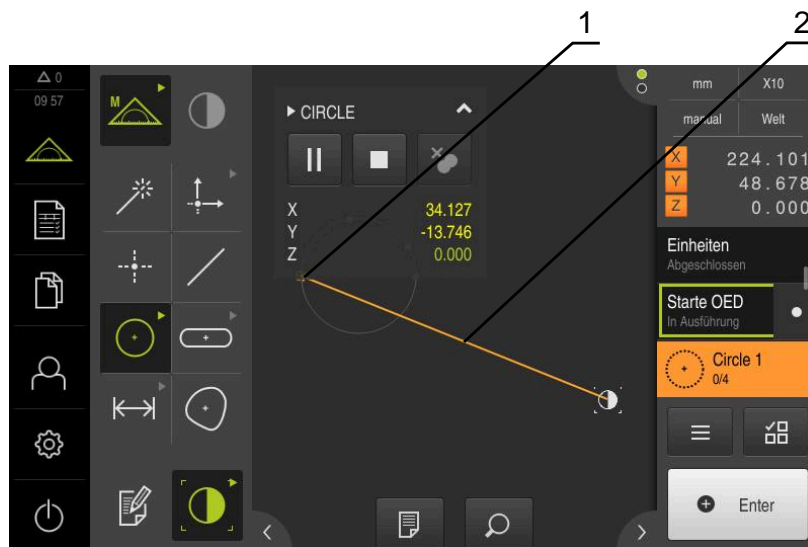 1
2
0
09 57
M
CIRCLE
X 34.127
Y -13.746
Z 0.000
mm X10
manual Welt
X 224.101
Y 48.678
Z 0.000
Einheiten
Abgeschlossen
Starte OED
In Ausführung
Circle 1
0/4
Enter